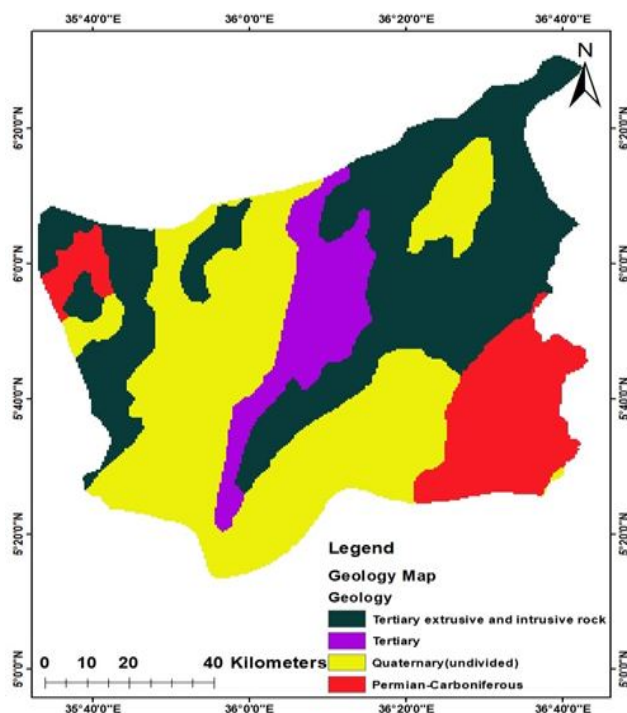 35°40'0"E 36°0'0"E 36°20'0"E 36°40'0"E
N
6°20'0"N 6°20'0"N
6°0'0"N 6°0'0"N
5°40'0"N 5°40'0"N
5°20'0"N 5°20'0"N
Legend
Geology Map
Geology
Tertiary extrusive and intrusive rock
Tertiary
Quaternary(undivided)
Permian-Carboniferous
0 10 20 40 Kilometers
5°0'0"N 5°0'0"N
35°40'0"E 36°0'0"E 36°20'0"E 36°40'0"E